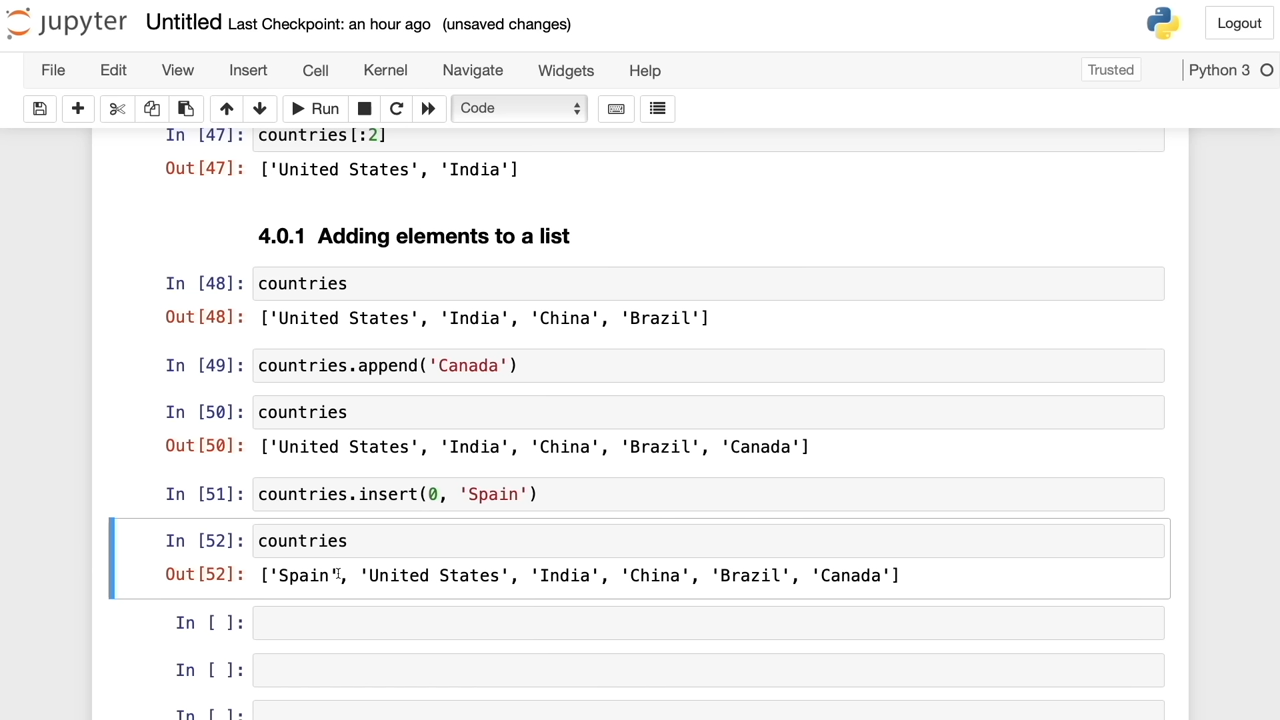 jupyter Untitled Last Checkpoint: an hour ago (unsaved changes) Logout
File Edit View Insert Cell Kernel Navigate Widgets Help Trusted Python 3
Run Code
In [47]: countries[:2]
Out[47]: ['United States', 'India']
4.0.1 Adding elements to a list
In [48]: countries
Out[48]: ['United States', 'India', 'China', 'Brazil']
In [49]: countries.append('Canada')
In [50]: countries
Out[50]: ['United States', 'India', 'China', 'Brazil', 'Canada']
In [51]: countries.insert(0, 'Spain')
In [52]: countries
Out[52]: ['Spain', 'United States', 'India', 'China', 'Brazil', 'Canada']
In [ ]:
In [ ]:
In [ ]: